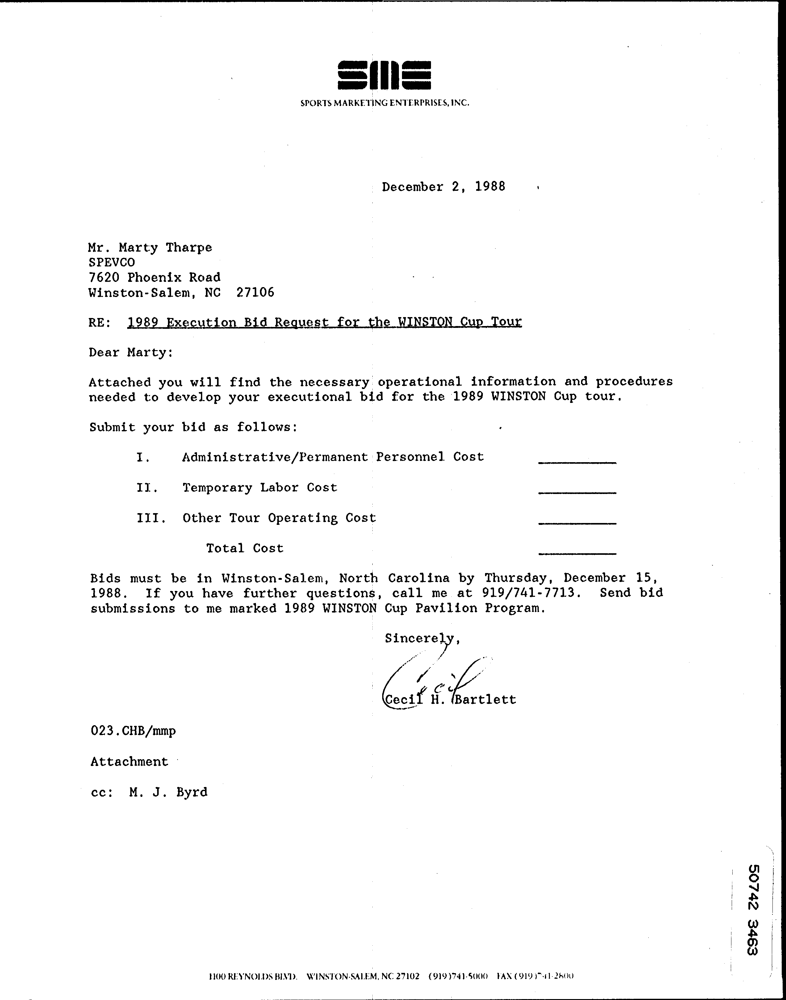 SME
SPORTS MARKETING ENTERPRISES, INC.
December 2, 1988
Mr. Marty Tharpe
SPEVCO
7620 Phoenix Road
Winston-Salem, NC 27106
RE: 1989 Execution Bid Request for the WINSTON Cup Tour
Dear Marty:
Attached you will find the necessary operational information and procedures
needed to develop your executional bid for the 1989 WINSTON Cup tour.
Submit your bid as follows:
I. Administrative/Permanent Personnel Cost
II. Temporary Labor Cost
III. Other Tour Operating Cost
Total Cost
Bids must be in Winston-Salem, North Carolina by Thursday, December 15,
1988. If you have further questions, call me at 919/741-7713. Send bid
submissions to me marked 1989 WINSTON Cup Pavilion Program.
Sincerely,
Cecil
Cecil H. Bartlett
023.CHB/mmp
Attachment
cc: M. J. Byrd
50742 3463
1100 REYNOLDS BLVD. WINSTON-SALEM, NC 27102 (919)741-5000 FAX (919)